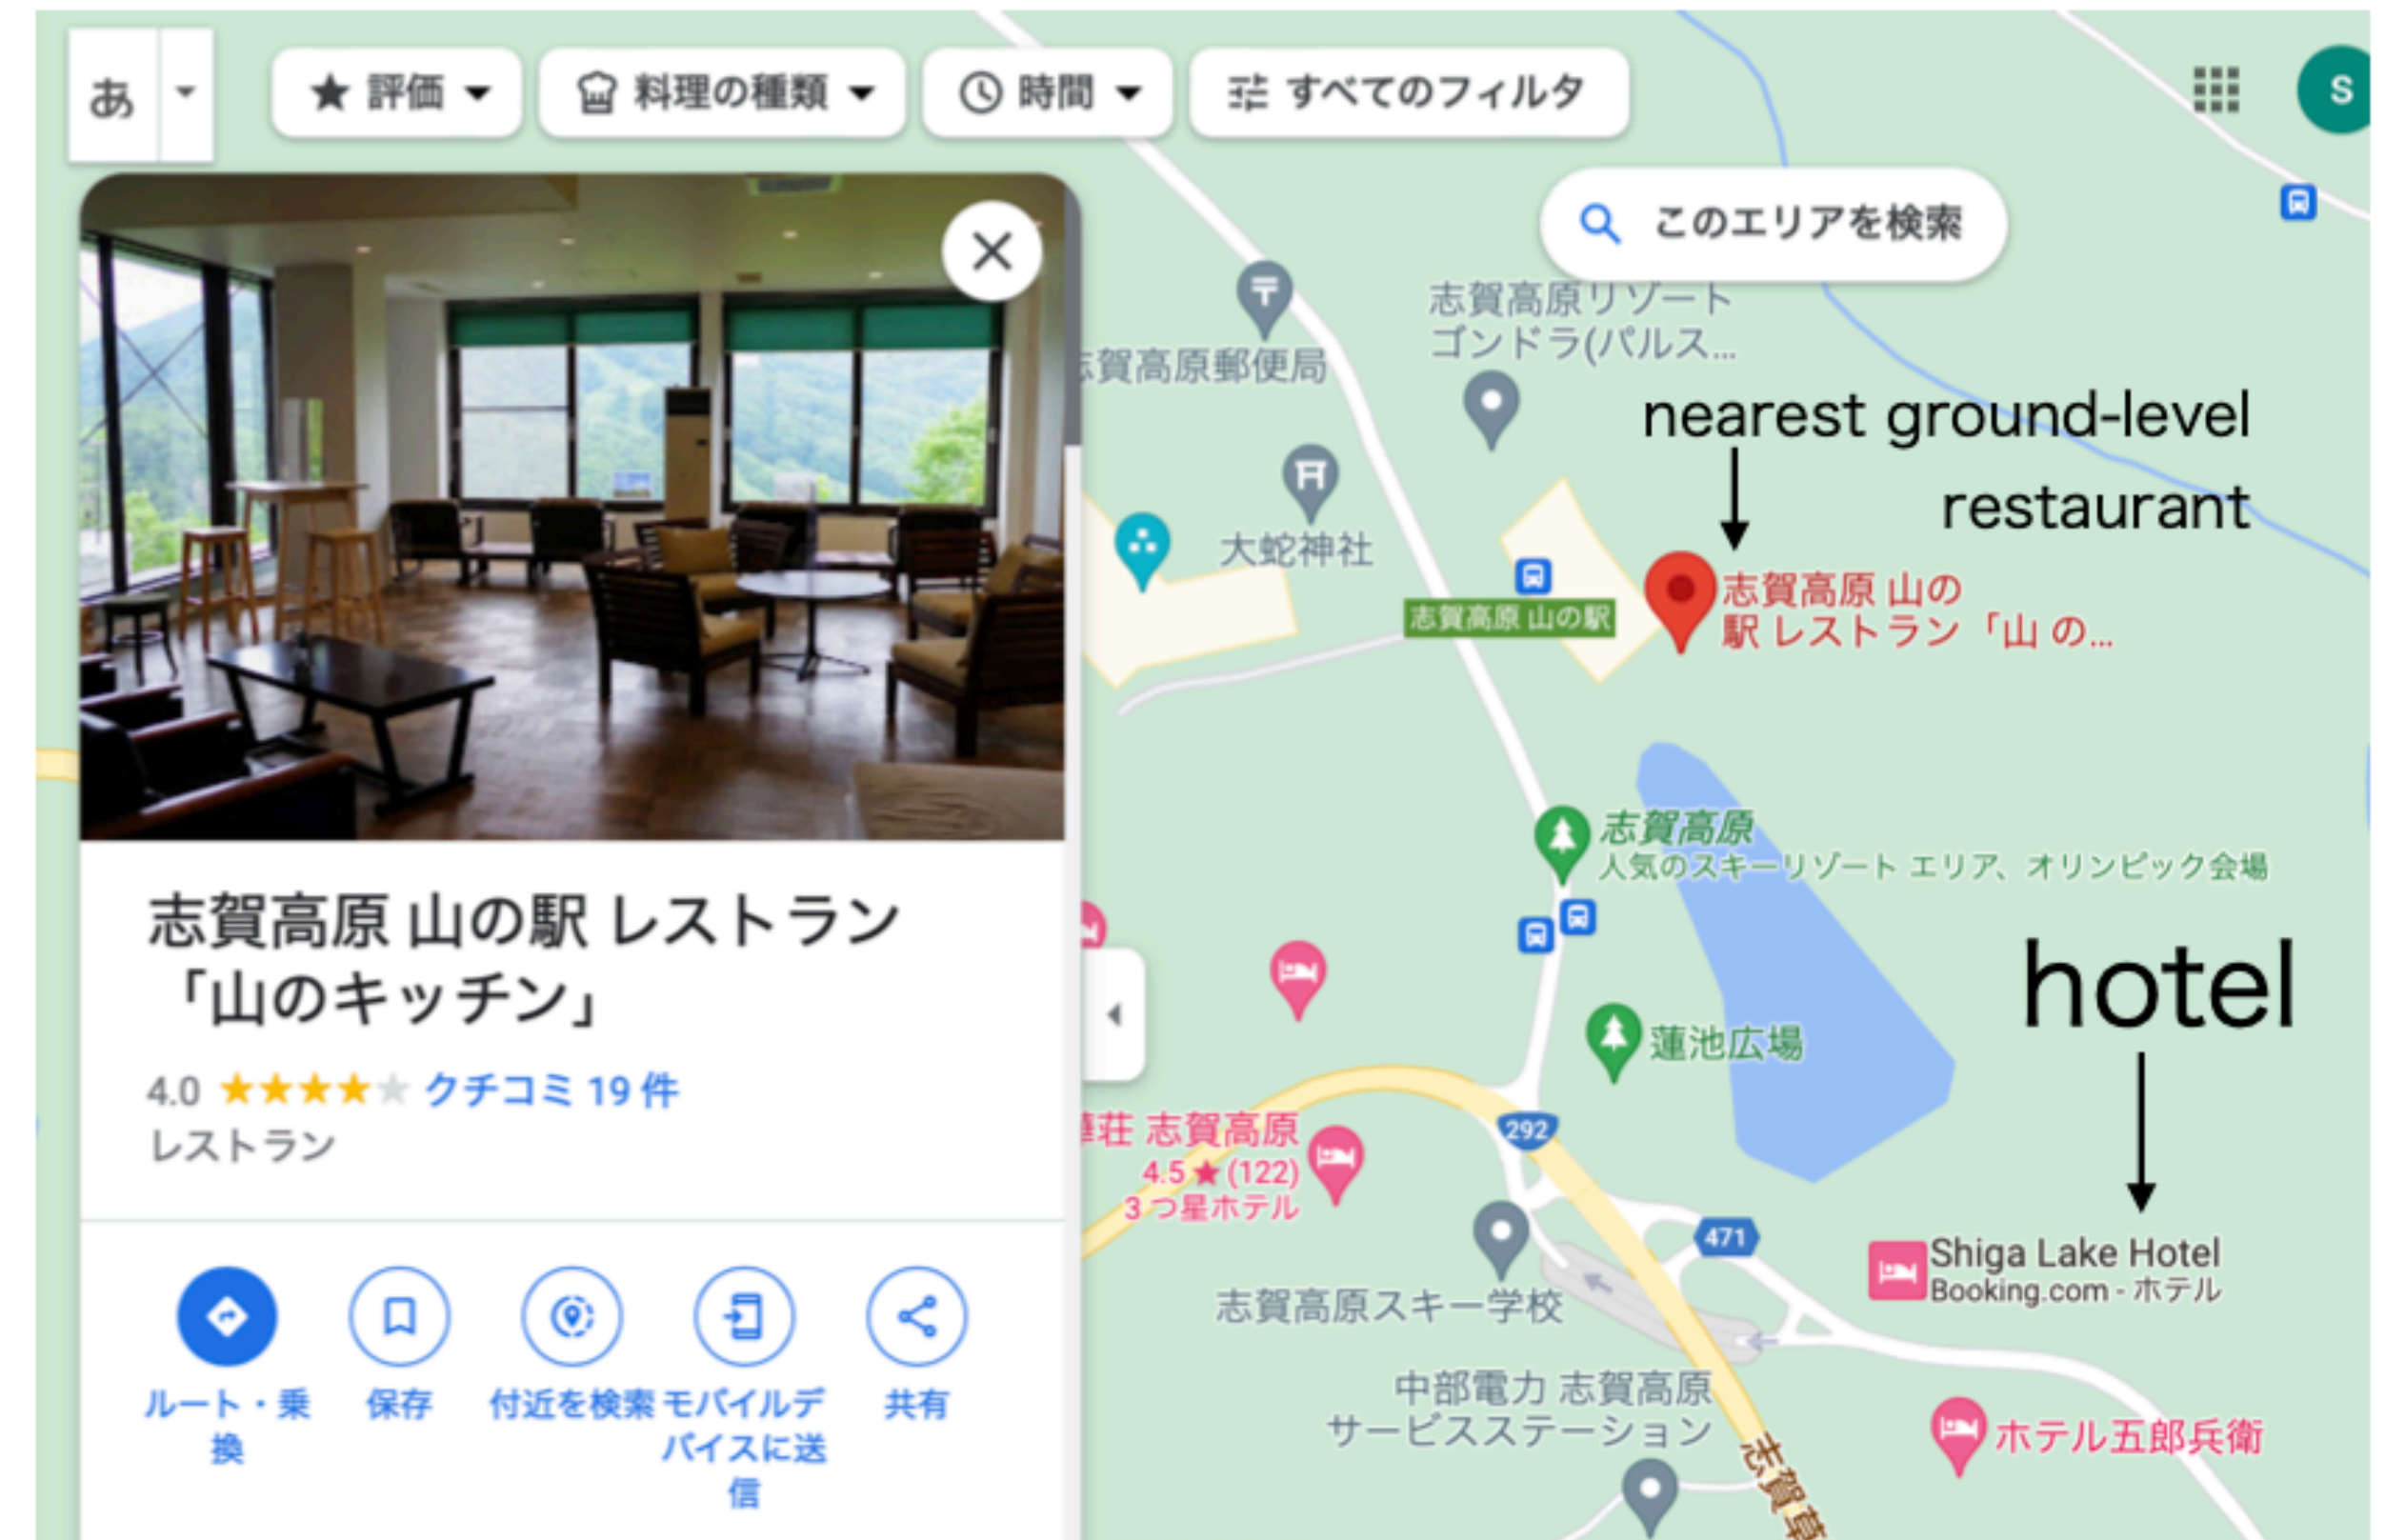 あ
評価
料理の種類
時間
すべてのフィルタ
S
このエリアを検索
志賀高原 山の駅 レストラン
「山のキッチン」
4.0
クチコミ 19 件
レストラン
ルート・乗
換
保存
付近を検索
モバイルデ
バイスに送
信
共有
賀高原郵便局
志賀高原リゾート
ゴンドラ(パルス...
nearest ground-level
restaurant
大蛇神社
志賀高原 山の駅
志賀高原 山の
駅 レストラン「山 の...
志賀高原
人気のスキーリゾート エリア、オリンピック会場
hotel
蓮池広場
292
荘 志賀高原
4.5★(122)
3 つ星ホテル
471
Shiga Lake Hotel
Booking.com - ホテル
志賀高原スキー学校
中部電力 志賀高原
サービスステーション
ホテル五郎兵衛
志賀草